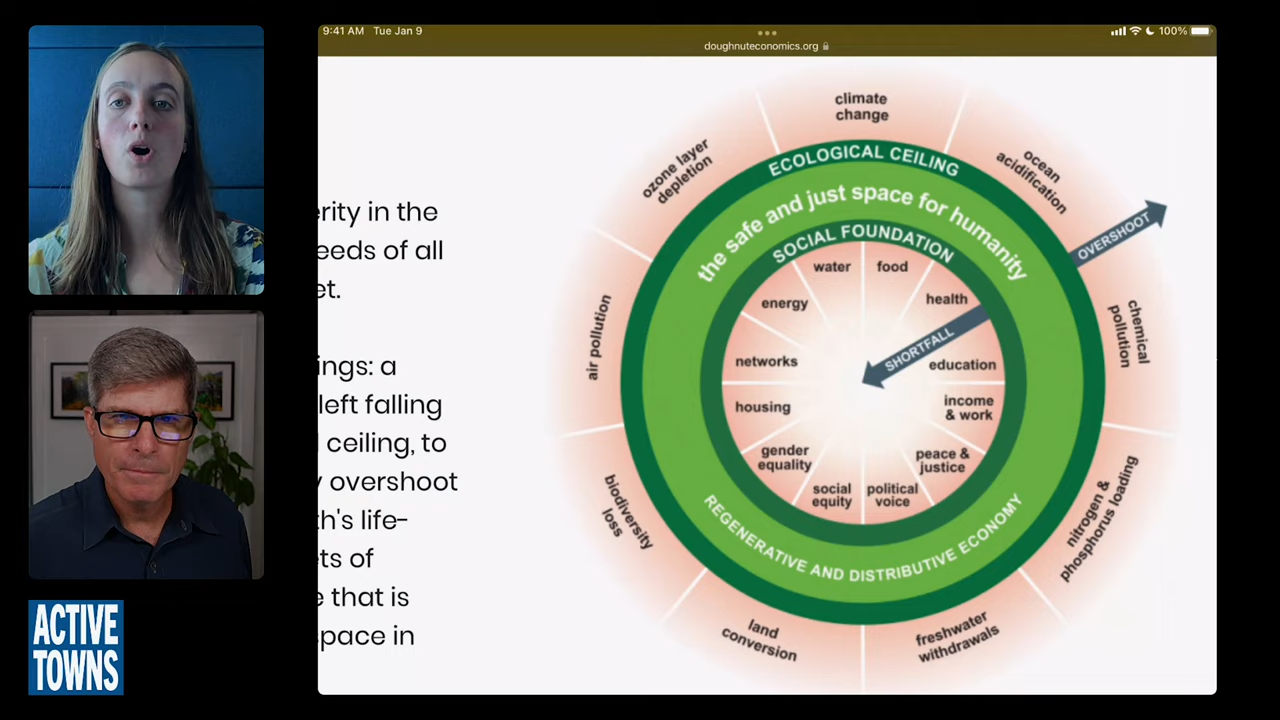 9:41 AM Tue Jan 9
100%
doughnuteconomics.org
erity in the
eeds of all
et.
ings: a
left falling
ceiling, to
overshoot
th's life-
ts of
e that is
space in
climate
change
ocean
acidification
chemical
pollution
nitrogen &
phosphorus loading
freshwater
withdrawals
land
conversion
biodiversity
loss
air pollution
ozone layer
depletion
ECOLOGICAL CEILING
the safe and just space for humanity
SOCIAL FOUNDATION
OVERSHOOT
SHORTFALL
water
food
health
education
income
& work
peace &
justice
political
voice
social
equity
gender
equality
housing
networks
energy
REGENERATIVE AND DISTRIBUTIVE ECONOMY
ACTIVE
TOWNS